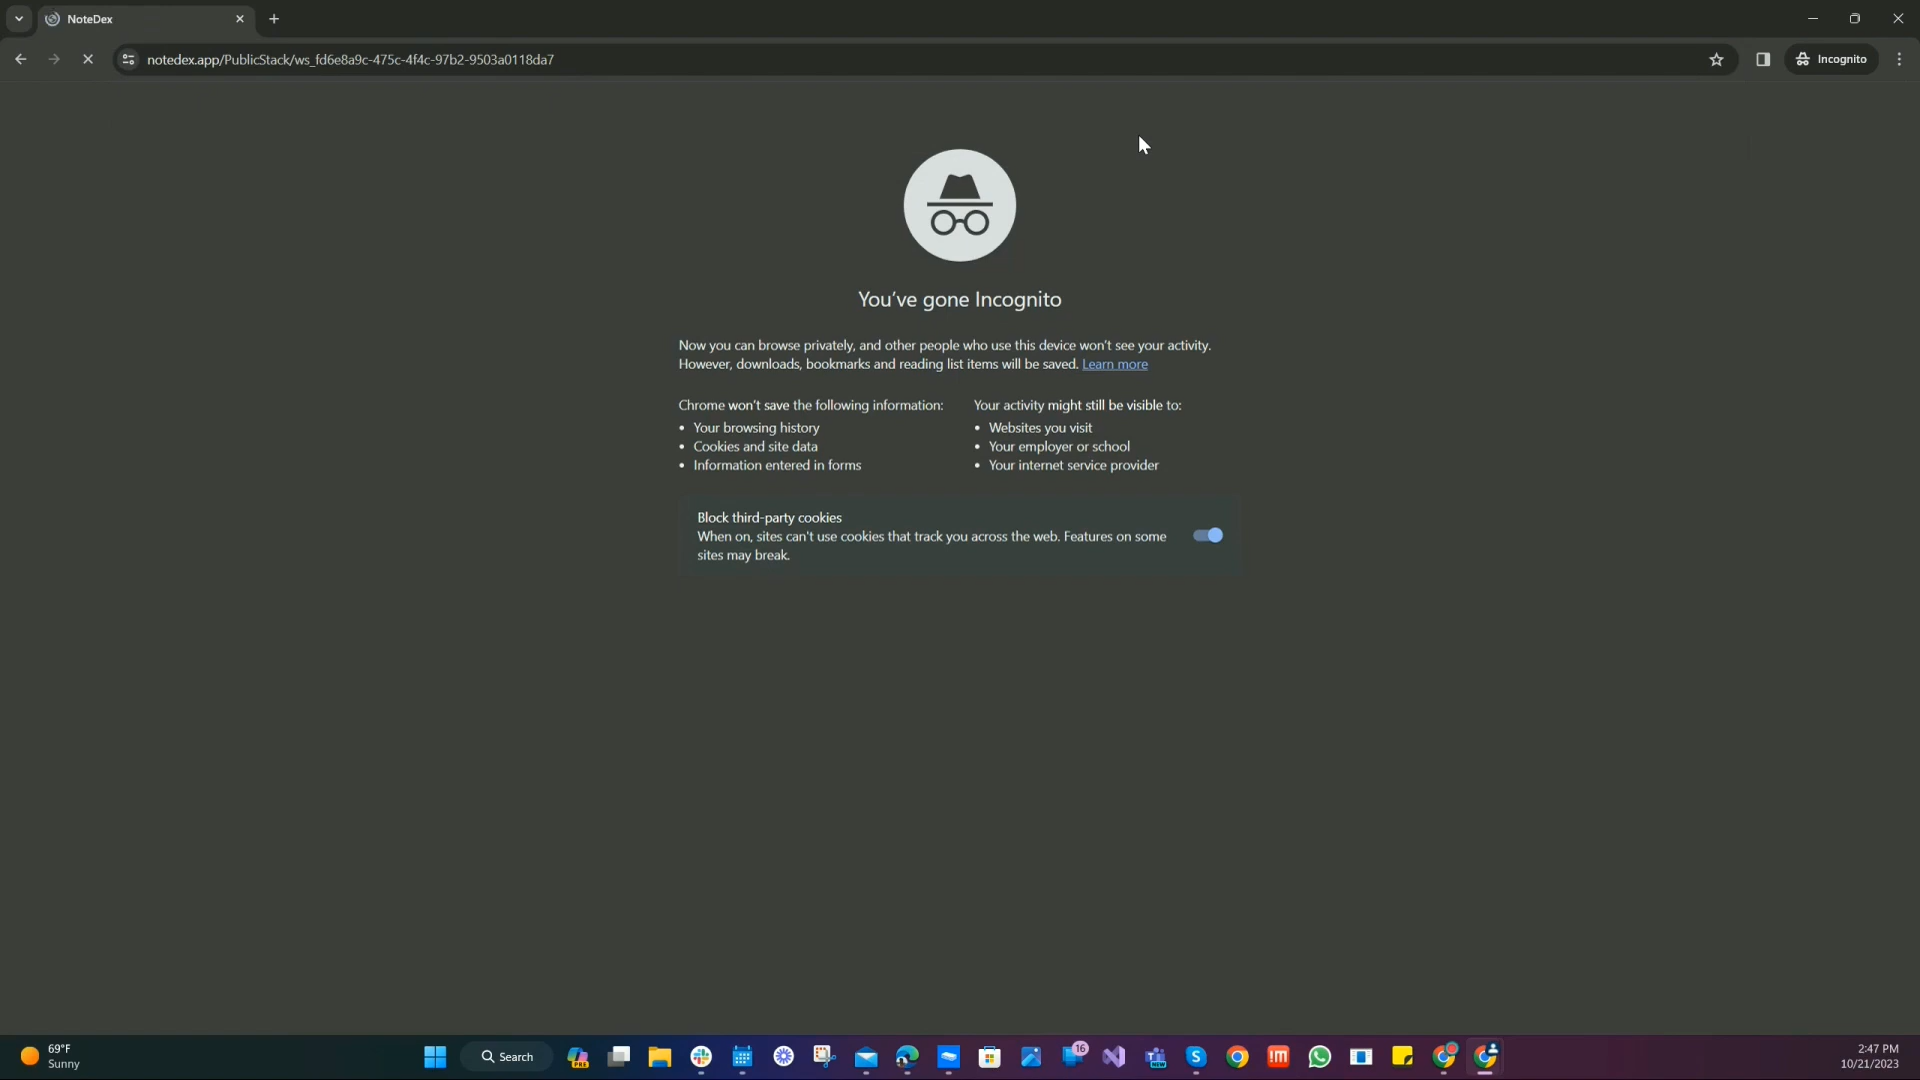 NoteDex
notedex.app/PublicStack/ws_fd6e8a9c-475c-4f4c-97b2-9503a0118da7
Incognito
You've gone Incognito
Now you can browse privately, and other people who use this device won't see your activity.
However, downloads, bookmarks and reading list items will be saved. Learn more
Chrome won't save the following information:
Your browsing history
Cookies and site data
Information entered in forms
Your activity might still be visible to:
Websites you visit
Your employer or school
Your internet service provider
Block third-party cookies
When on, sites can't use cookies that track you across the web. Features on some
sites may break.
69°F
Sunny
Search
PRE
16
NEW
2:47 PM
10/21/2023